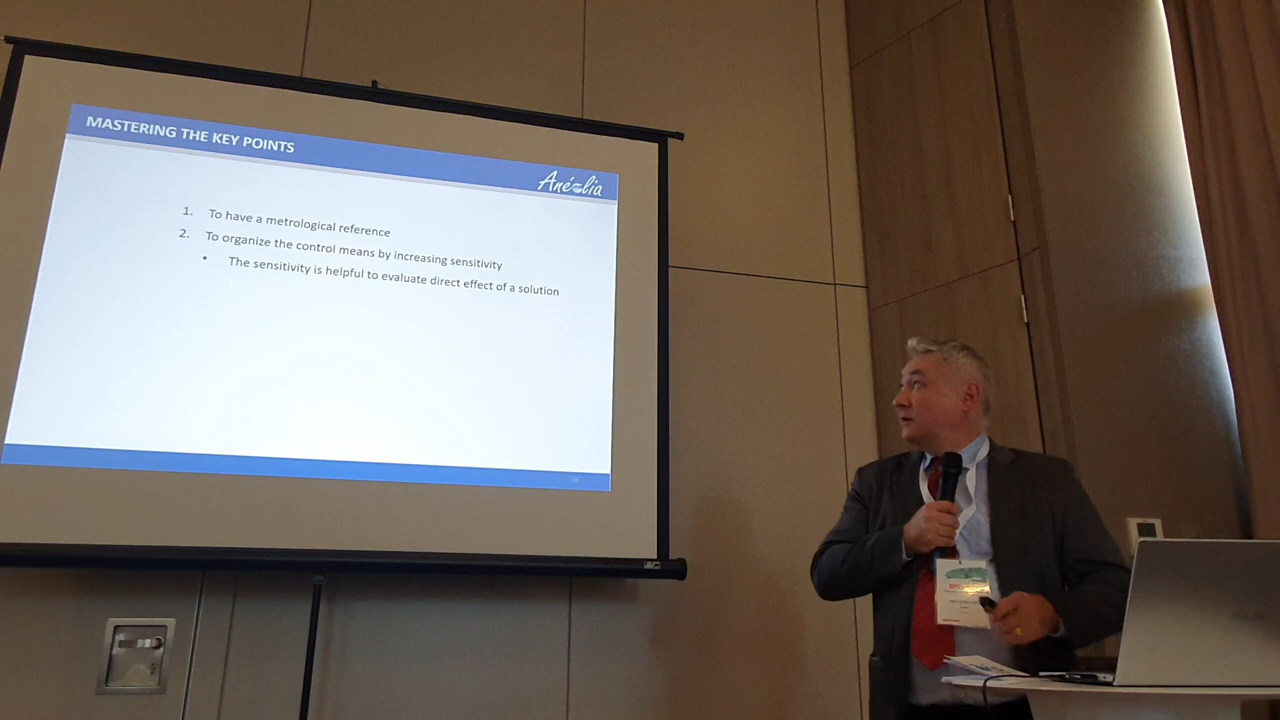 MASTERING THE KEY POINTS
Anéolia
1. To have a metrological reference
2. To organize the control means by increasing sensitivity
• The sensitivity is helpful to evaluate direct effect of a solution